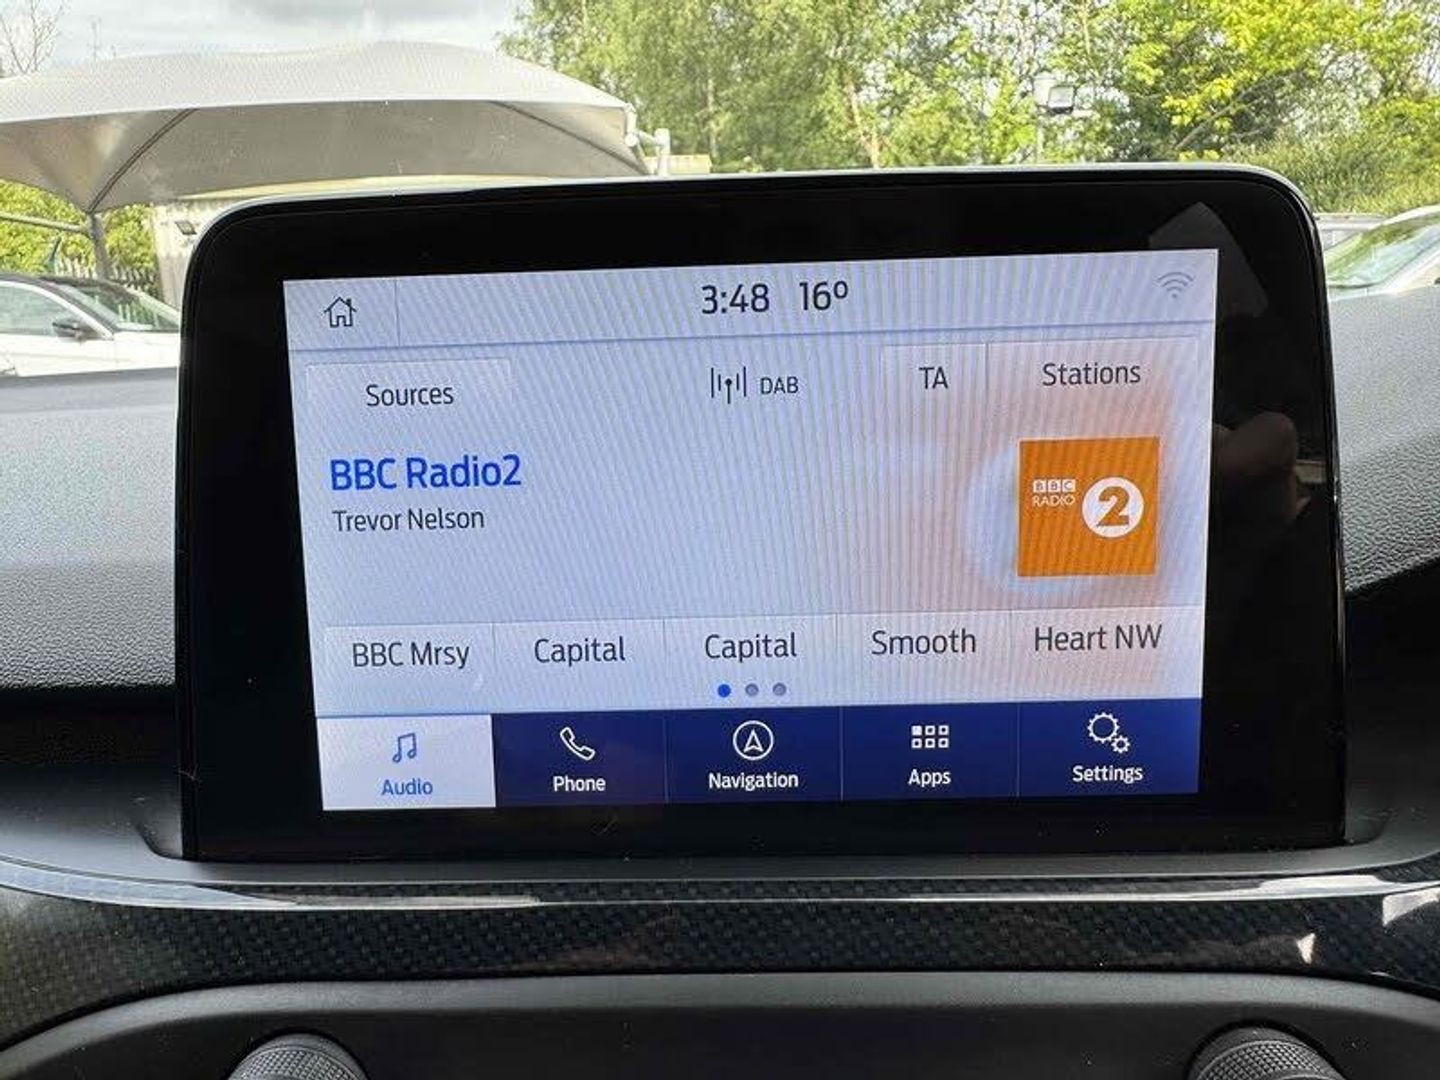 3:48 16º
Sources DAB TA Stations
BBC Radio2
Trevor Nelson
BBC
RADIO 2
BBC Mrsy Capital Capital Smooth Heart NW
Audio Phone Navigation Apps Settings